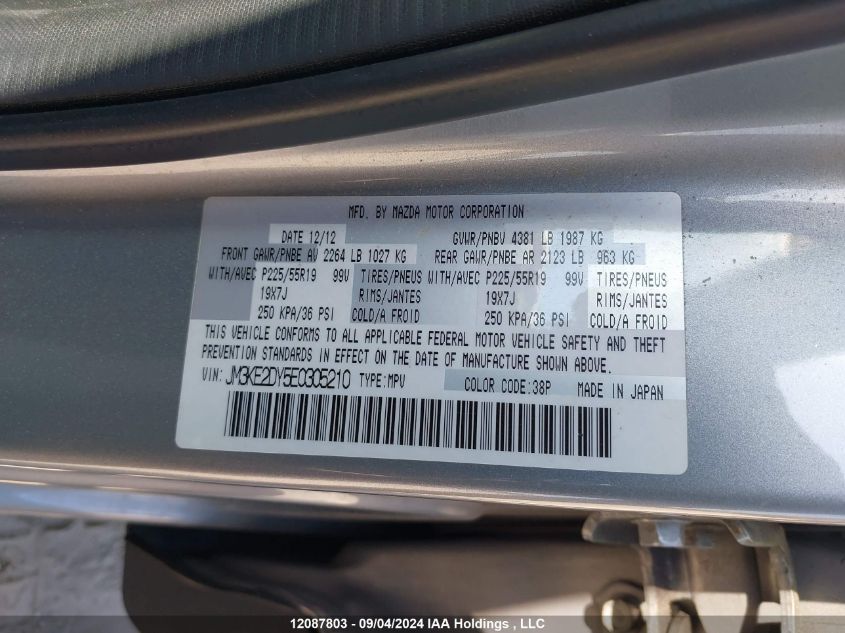 MFD. BY MAZDA MOTOR CORPORATION
DATE 12/12 GVWR/PNBV 4381 LB 1987 KG
FRONT GAWR/PNBE AV 2264 LB 1027 KG REAR GAWR/PNBE AR 2123 LB 963 KG
WITH/AVEC P225/55R19 99V TIRES/PNEUS WITH/AVEC P225/55R19 99V TIRES/PNEUS
19X7J RIMS/JANTES 19X7J RIMS/JANTES
250 KPA/36 PSI COLD/A FROID 250 KPA/36 PSI COLD/A FROID
THIS VEHICLE CONFORMS TO ALL APPLICABLE FEDERAL MOTOR VEHICLE SAFETY AND THEFT
PREVENTION STANDARDS IN EFFECT ON THE DATE OF MANUFACTURE SHOWN ABOVE.
VIN: JM3KE2DY5E0305210 TYPE:MPV COLOR CODE:38P MADE IN JAPAN
12087803 - 09/04/2024 IAA Holdings , LLC